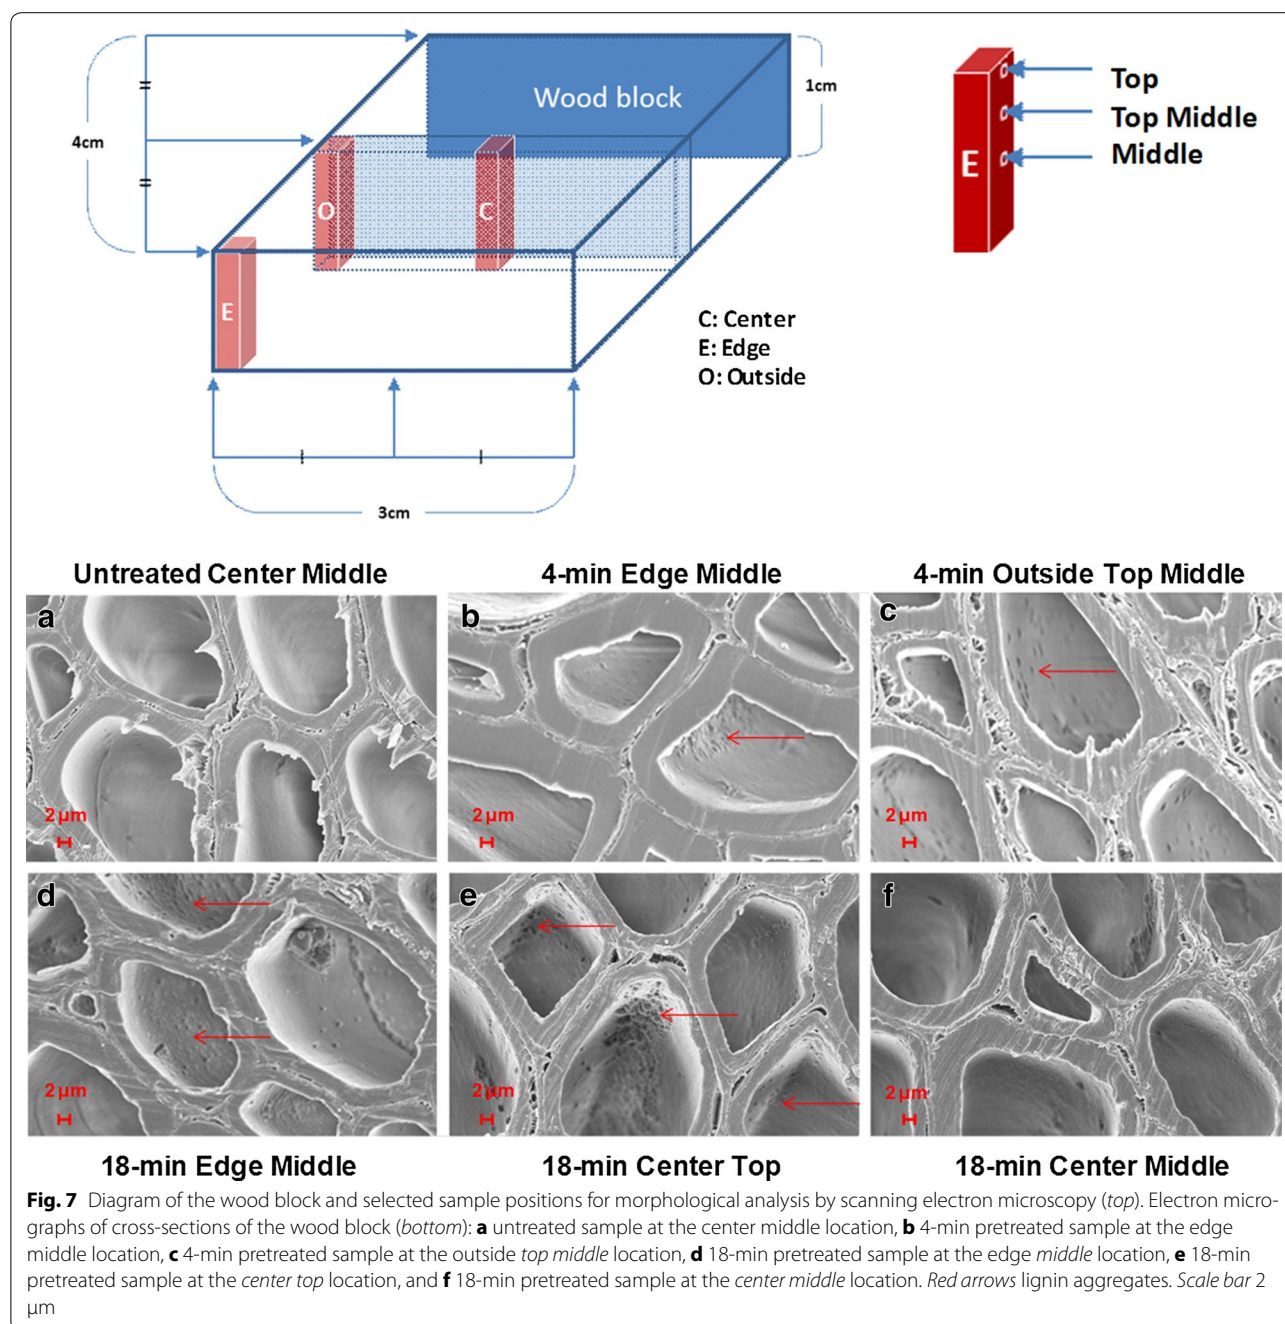 4cm
Wood block
1cm
O
C
E
C: Center
E: Edge
O: Outside
3cm
E
Top
Top Middle
Middle
Untreated Center Middle
4-min Edge Middle
4-min Outside Top Middle
a
2 μm
b
2 μm
c
2 μm
d
2 μm
e
2 μm
f
2 μm
18-min Edge Middle
18-min Center Top
18-min Center Middle
Fig. 7 Diagram of the wood block and selected sample positions for morphological analysis by scanning electron microscopy (top). Electron micro-
graphs of cross-sections of the wood block (bottom): a untreated sample at the center middle location, b 4-min pretreated sample at the edge
middle location, c 4-min pretreated sample at the outside top middle location, d 18-min pretreated sample at the edge middle location, e 18-min
pretreated sample at the center top location, and f 18-min pretreated sample at the center middle location. Red arrows lignin aggregates. Scale bar 2
μm